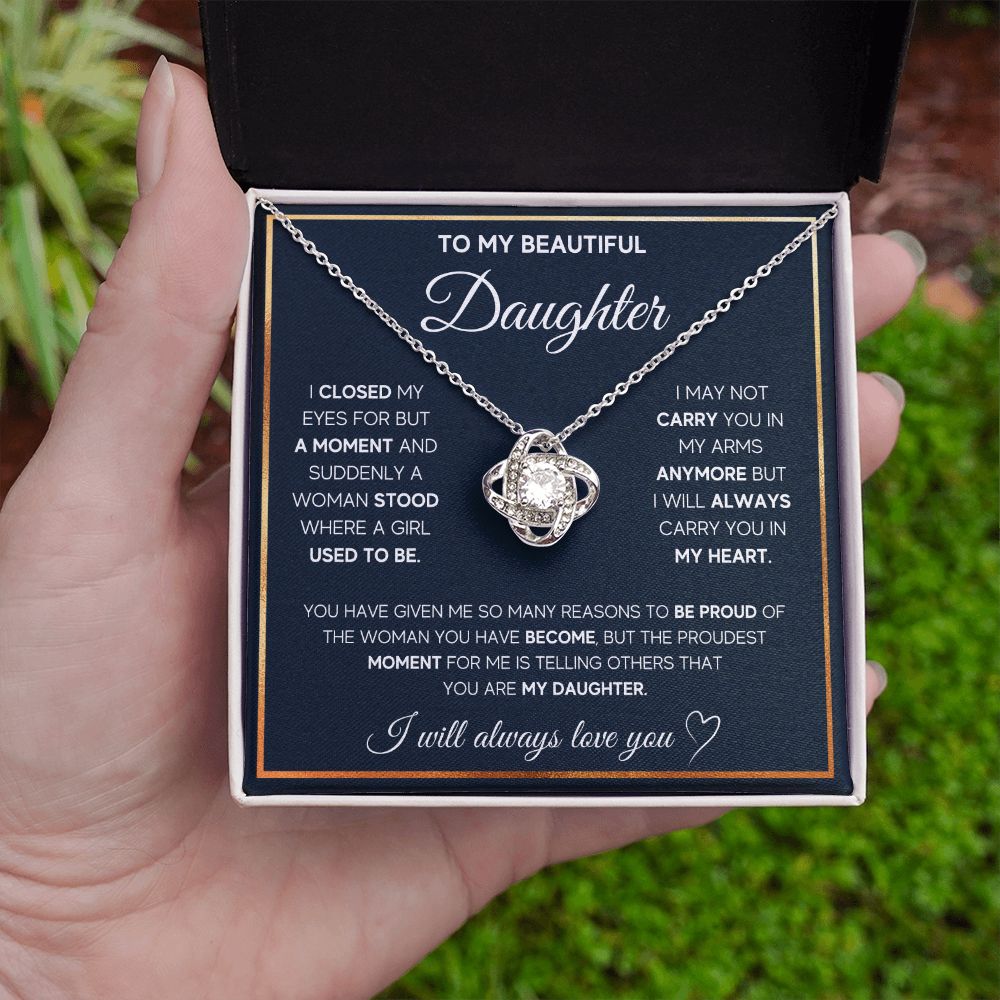 TO MY BEAUTIFUL
Daughter
I CLOSED MY
EYES FOR BUT
A MOMENT AND
SUDDENLY A
WOMAN STOOD
WHERE A GIRL
USED TO BE.
I MAY NOT
CARRY YOU IN
MY ARMS
ANYMORE BUT
I WILL ALWAYS
CARRY YOU IN
MY HEART.
YOU HAVE GIVEN ME SO MANY REASONS TO BE PROUD OF
THE WOMAN YOU HAVE BECOME, BUT THE PROUDEST
MOMENT FOR ME IS TELLING OTHERS THAT
YOU ARE MY DAUGHTER.
I will always love you